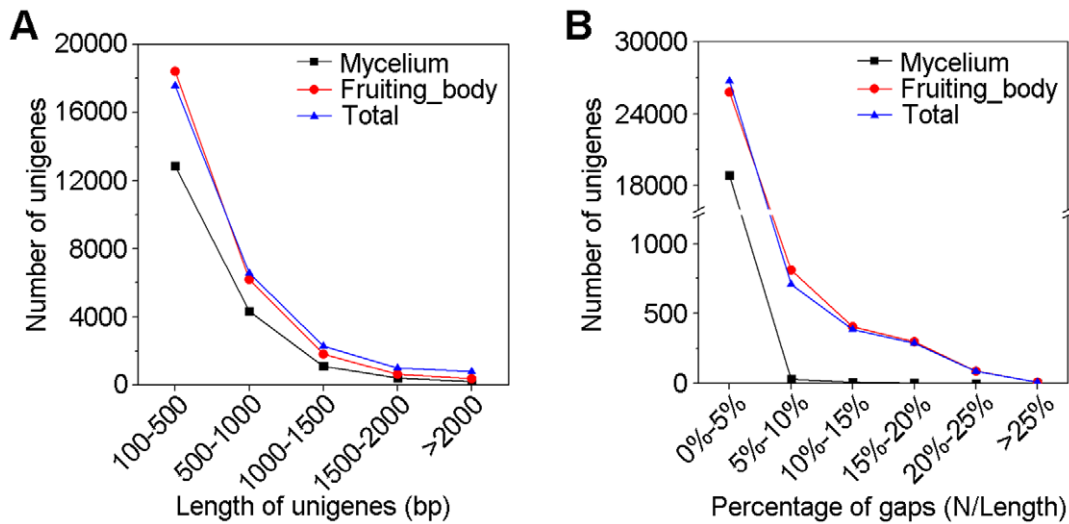 A
Number of unigenes
20000
16000
12000
8000
4000
0
Mycelium
Fruiting_body
Total
100-500
500-1000
1000-1500
1500-2000
>2000
Length of unigenes (bp)
B
Number of unigenes
30000
24000
18000
1000
500
0
Mycelium
Fruiting_body
Total
0%-5%
5%-10%
10%-15%
15%-20%
20%-25%
>25%
Percentage of gaps (N/Length)